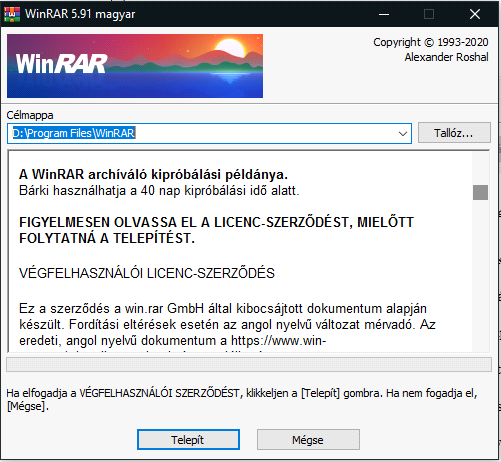 WinRAR 5.91 magyar
WinRAR
Copyright © 1993-2020
Alexander Roshal
Célmappa
D:\Program Files\WinRAR
Tallóz...
A WinRAR archíváló kipróbálási példánya.
Bárki használhatja a 40 nap kipróbálási idő alatt.
FIGYELMESEN OLVASSA EL A LICENC-SZERZŐDÉST, MIELŐTT
FOLYTATNÁ A TELEPÍTÉST.
VÉGFELHASZNÁLÓI LICENC-SZERZŐDÉS
Ez a szerződés a win.rar GmbH által kibocsájtott dokumentum alapján
készült. Fordítási eltérések esetén az angol nyelvű változat mérvadó. Az
eredeti, angol nyelvű dokumentum a https://www.win-
Ha elfogadja a VÉGFELHASZNÁLÓI SZERZŐDÉST, klikkeljen a [Telepít] gombra. Ha nem fogadja el,
[Mégse].
Telepít
Mégse